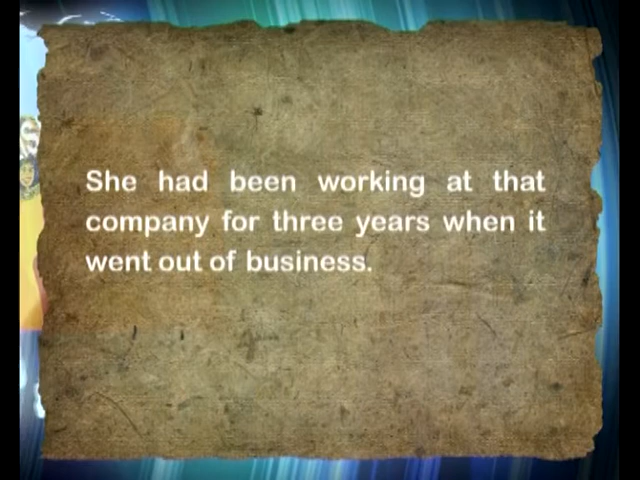 She had been working at that
company for three years when it
went out of business.